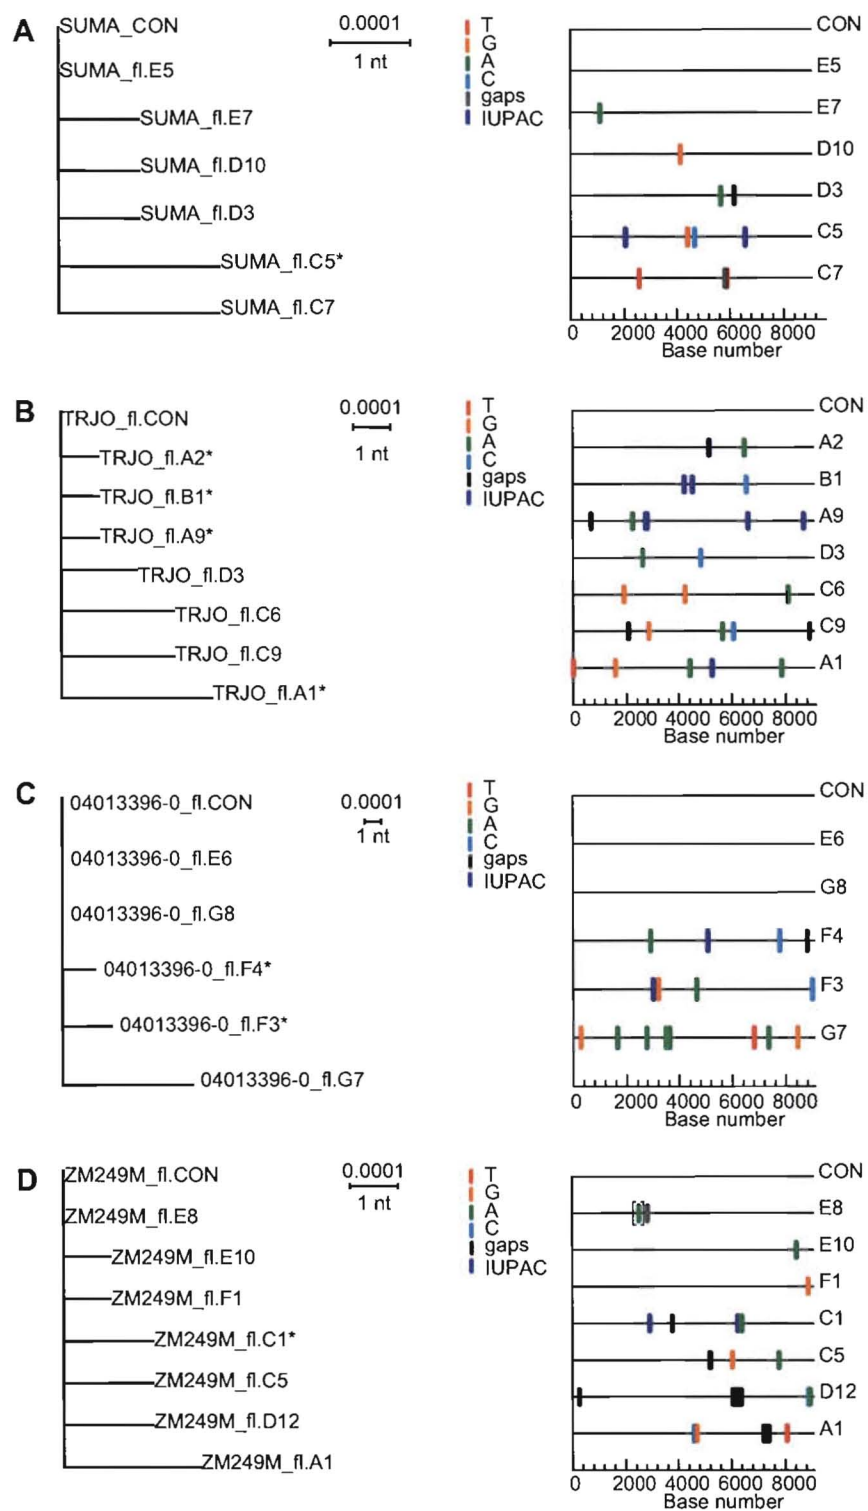 A
SUMA_CON
SUMA_fl.E5
SUMA_fl.E7
SUMA_fl.D10
SUMA_fl.D3
SUMA_fl.C5*
SUMA_fl.C7
0.0001
1 nt
T
G
A
C
gaps
IUPAC
CON
E5
E7
D10
D3
C5
C7
0 2000 4000 6000 8000
Base number
B
TRJO_fl.CON
TRJO_fl.A2*
TRJO_fl.B1*
TRJO_fl.A9*
TRJO_fl.D3
TRJO_fl.C6
TRJO_fl.C9
TRJO_fl.A1*
0.0001
1 nt
T
G
A
C
gaps
IUPAC
CON
A2
B1
A9
D3
C6
C9
A1
0 2000 4000 6000 8000
Base number
C
04013396-0_fl.CON
04013396-0_fl.E6
04013396-0_fl.G8
04013396-0_fl.F4*
04013396-0_fl.F3*
04013396-0_fl.G7
0.0001
1 nt
T
G
A
C
gaps
IUPAC
CON
E6
G8
F4
F3
G7
0 2000 4000 6000 8000
Base number
D
ZM249M_fl.CON
ZM249M_fl.E8
ZM249M_fl.E10
ZM249M_fl.F1
ZM249M_fl.C1*
ZM249M_fl.C5
ZM249M_fl.D12
ZM249M_fl.A1
0.0001
1 nt
T
G
A
C
gaps
IUPAC
CON
E8
E10
F1
C1
C5
D12
A1
0 2000 4000 6000 8000
Base number